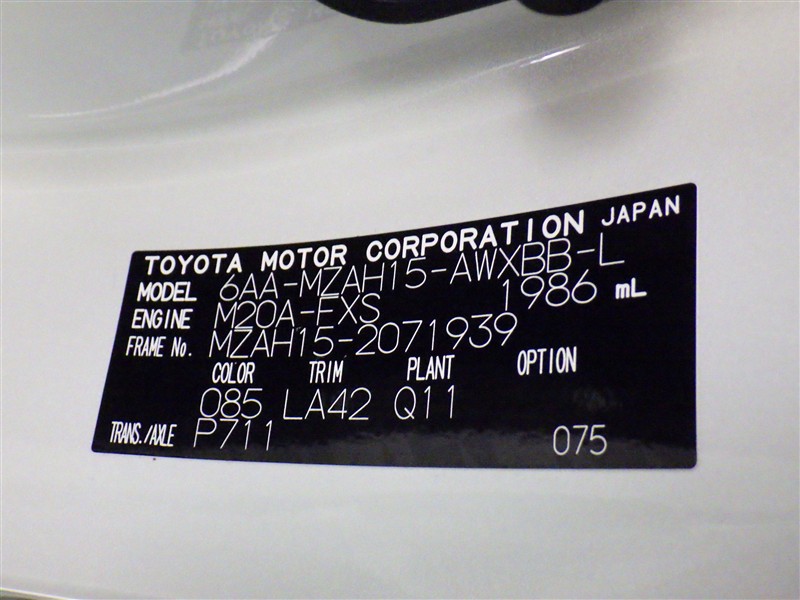 TOYOTA MOTOR CORPORATION JAPAN
MODEL 6AA-MZAH15-AWXBB-L
ENGINE M20A-FXS 1986 mL
FRAME No. MZAH15-2071939
COLOR TRIM PLANT OPTION
085 LA42 Q11
TRANS./AXLE P711 075